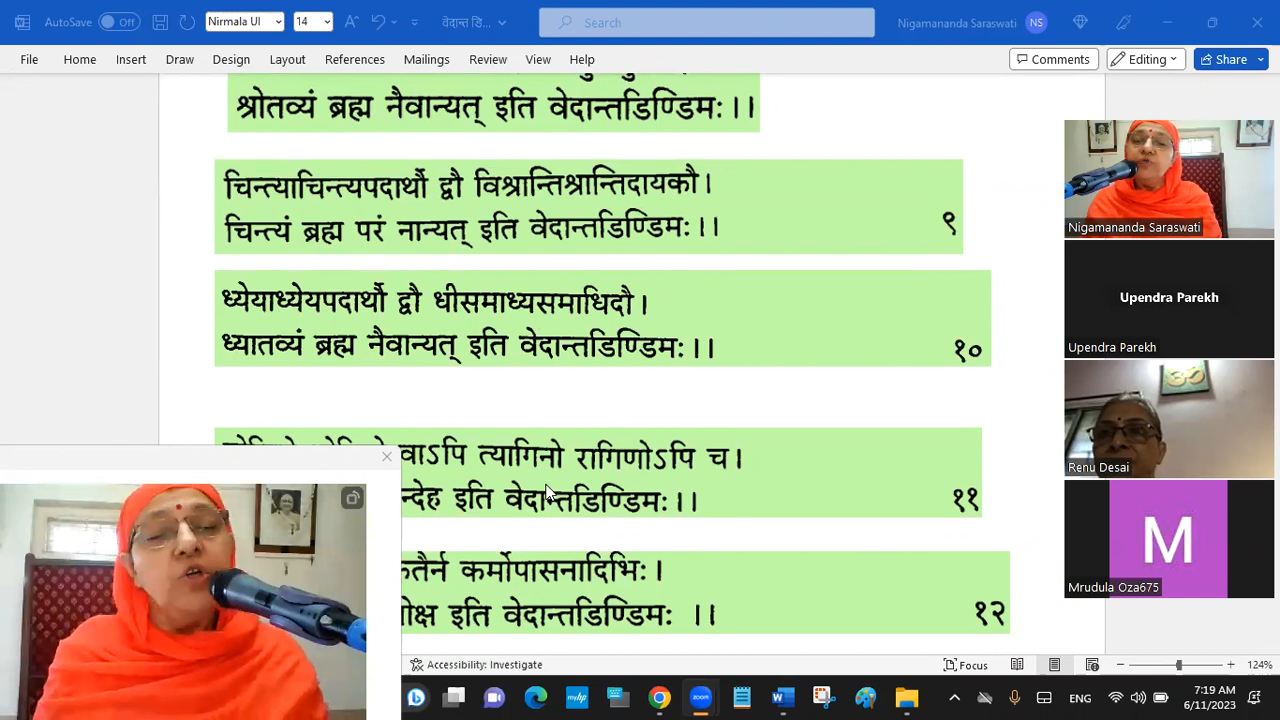 AutoSave Off Nirmala UI 14 वेदान्त डि... Search Nigamananda Saraswati NS
File Home Insert Draw Design Layout References Mailings Review View Help Comments Editing Share
श्रोतव्यं ब्रह्म नैवान्यत् इति वेदान्तडिण्डिमः।।
चिन्त्याचिन्त्यपदार्थौ द्वौ विश्रान्तिश्रान्तिदायकौ।
चिन्त्यं ब्रह्म परं नान्यत् इति वेदान्तडिण्डिमः।। ९
ध्येयाध्येयपदार्थौ द्वौ धीसमाध्यसमाधिदौ।
ध्यातव्यं ब्रह्म नैवान्यत् इति वेदान्तडिण्डिमः।। १०
वाऽपि त्यागिनो रागिणोऽपि च।
न्देह इति वेदान्तडिण्डिमः।। ११
कर्मोपासनादिभिः।
इति वेदान्तडिण्डिमः ।। १२
Nigamananda Saraswati
Upendra Parekh
Upendra Parekh
Renu Desai
M
Mrudula Oza675
Accessibility: Investigate Focus 124%
myhp ENG 7:19 AM
6/11/2023